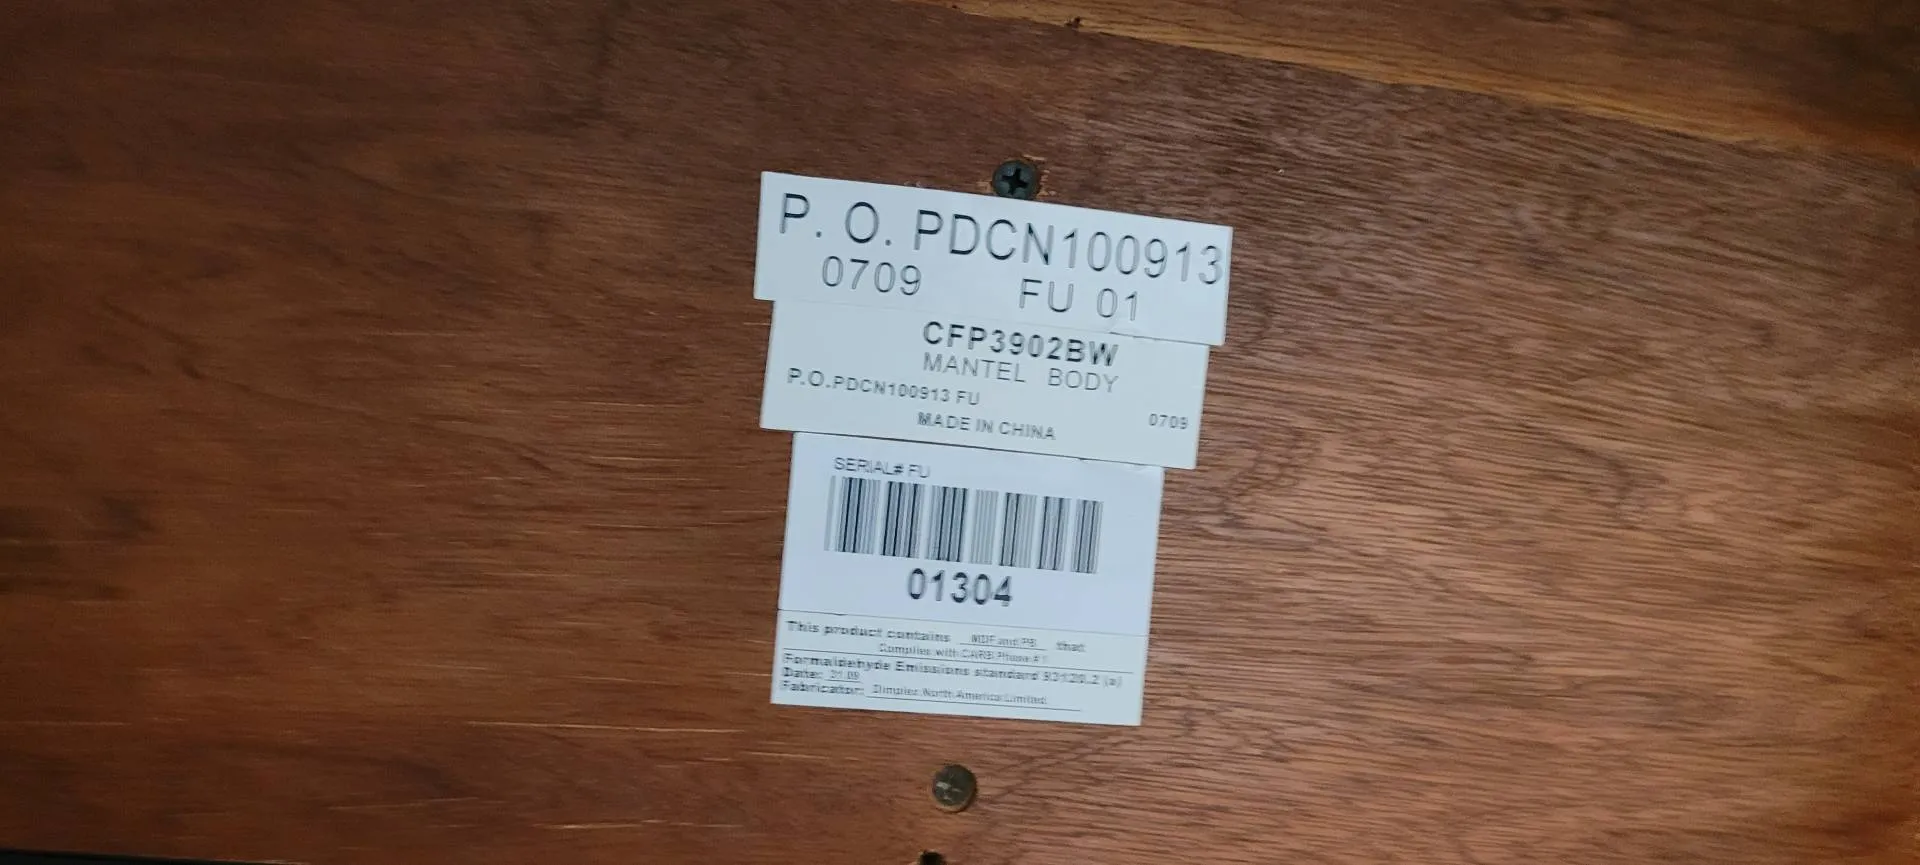 P. O. PDCN100913
0709 FU 01
CFP3902BW
MANTEL BODY
P.O.PDCN100913 FU
0709
MADE IN CHINA
SERIAL# FU
01304
This product contains MDF and PB that
Complies with CARB Phase # 1
Formaldehyde Emissions standard 93120.2 (a)
Date:
Fabricator: Dimplex North America Limited